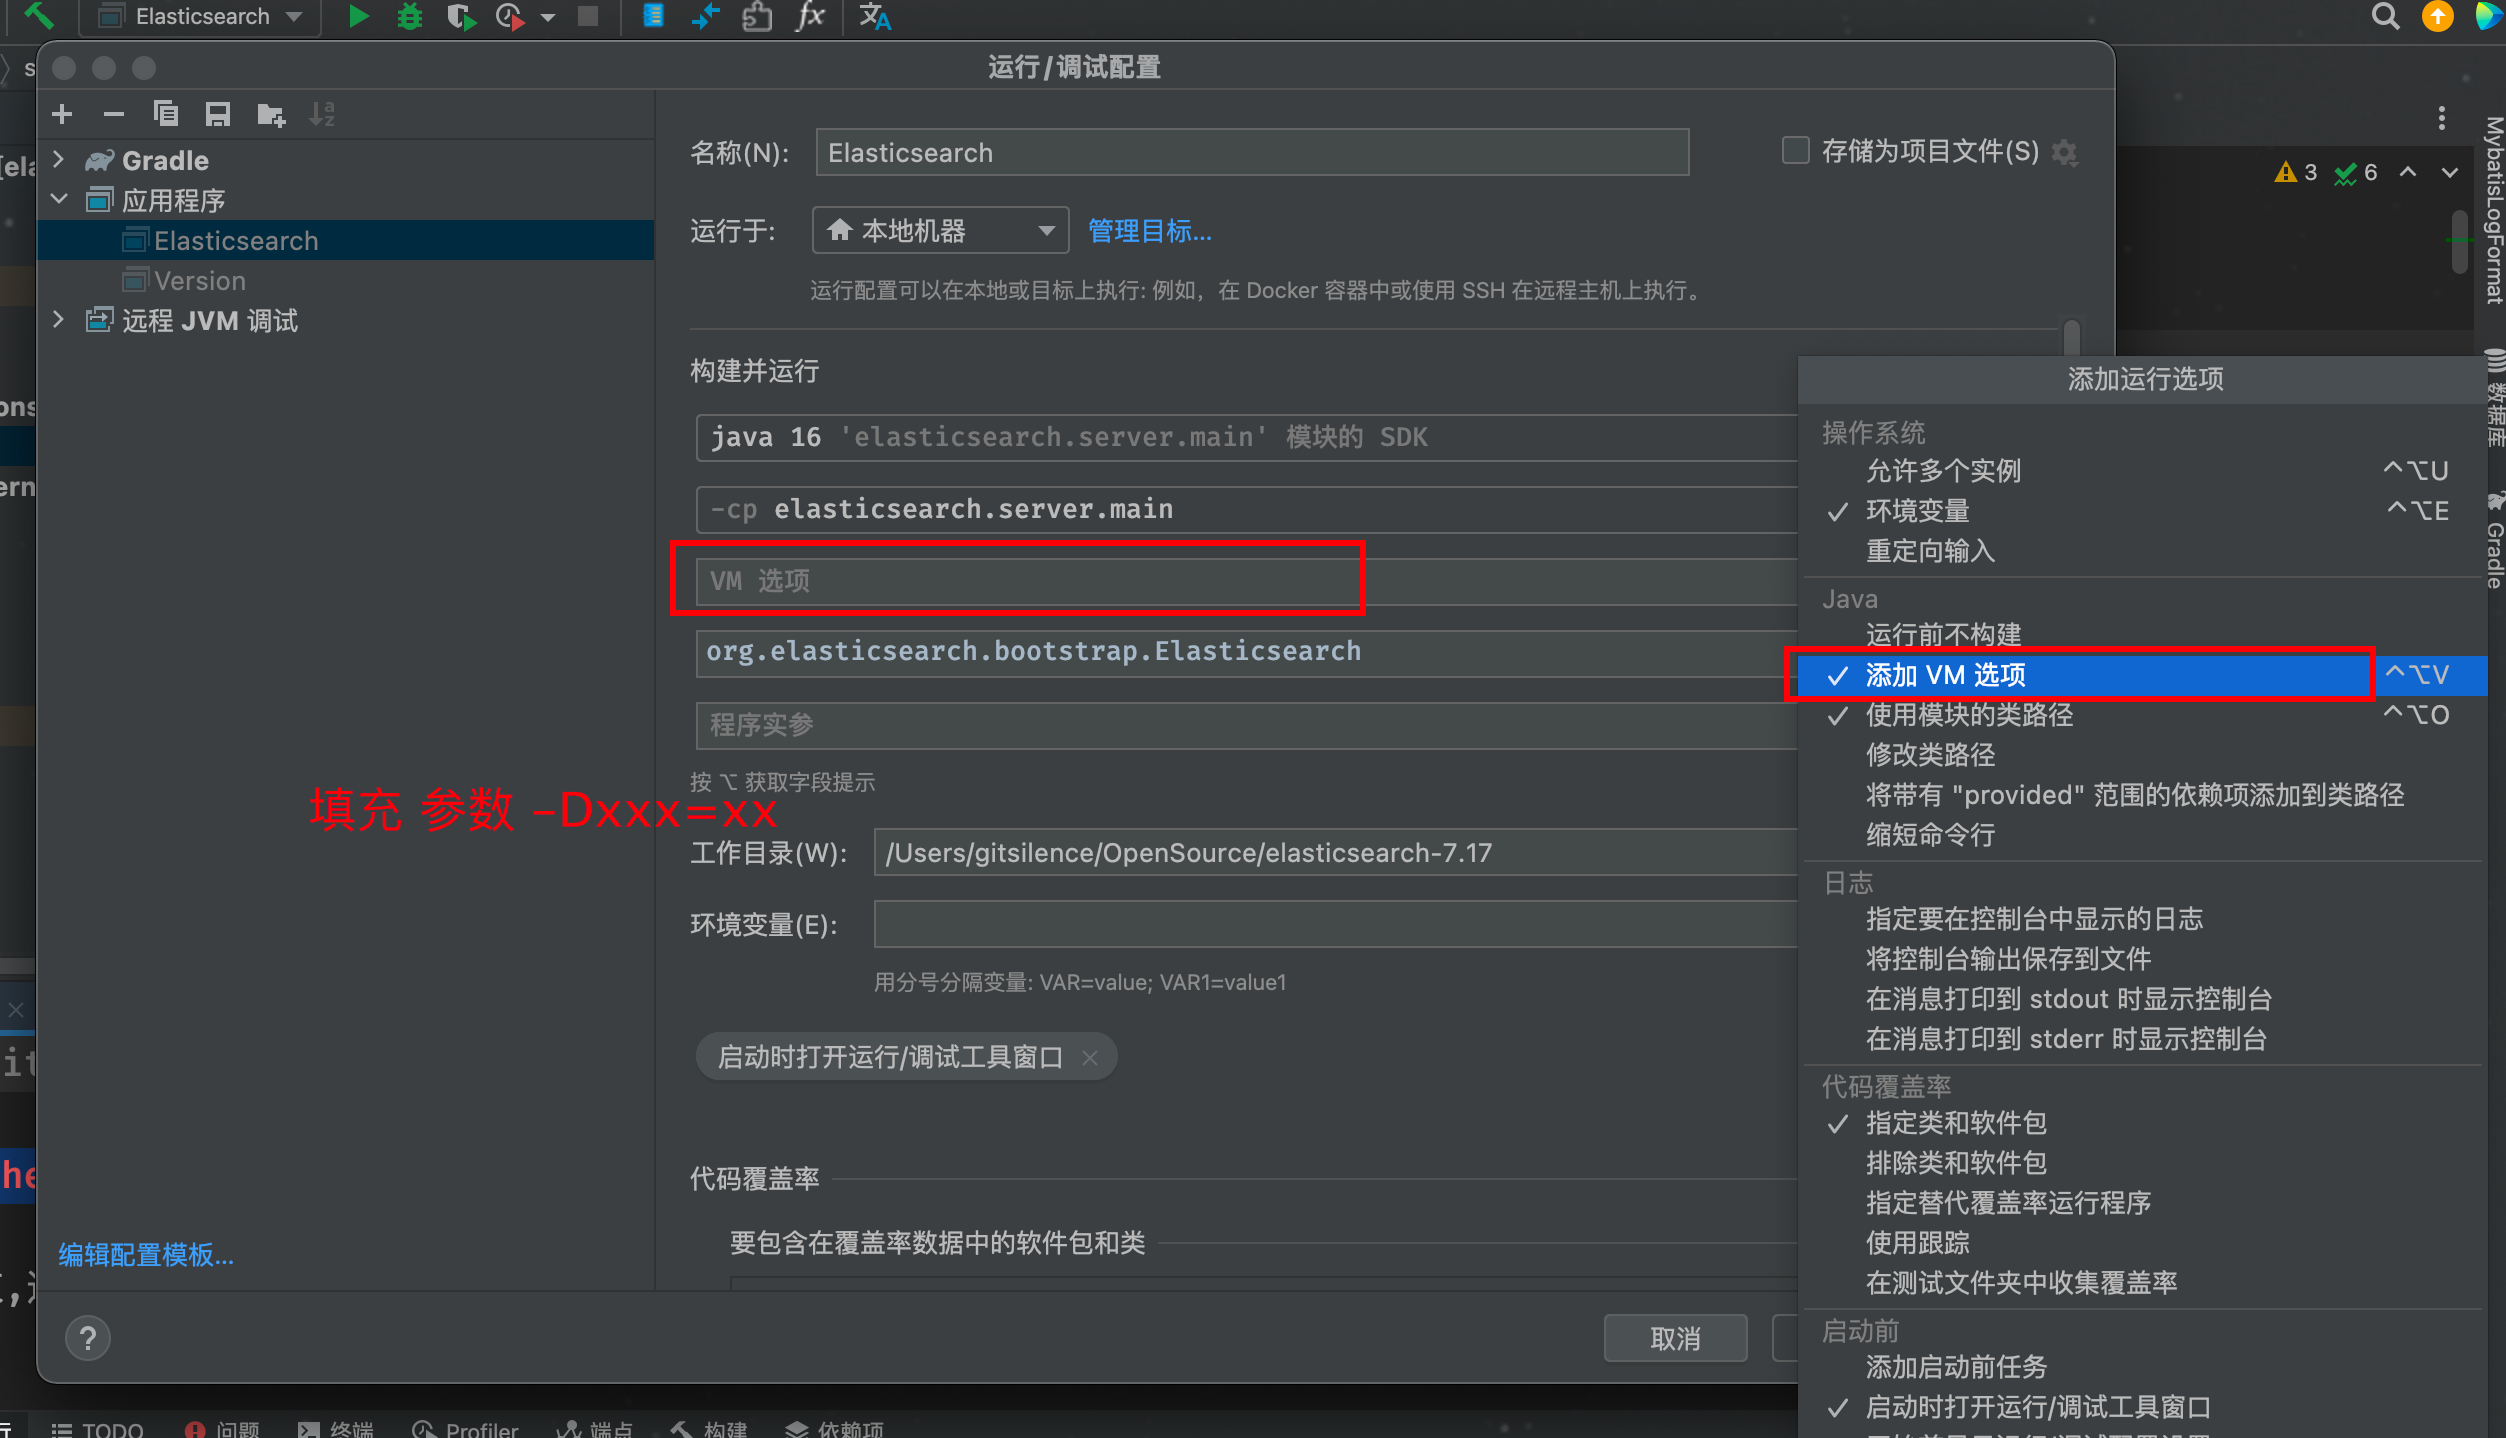 Elasticsearch
运行/调试配置
Gradle
应用程序
Elasticsearch
Version
远程 JVM 调试
编辑配置模板...
名称(N):
Elasticsearch
存储为项目文件(S)
运行于:
本地机器
管理目标...
运行配置可以在本地或目标上执行: 例如，在 Docker 容器中或使用 SSH 在远程主机上执行。
构建并运行
java 16 'elasticsearch.server.main' 模块的 SDK
-cp elasticsearch.server.main
VM 选项
org.elasticsearch.bootstrap.Elasticsearch
程序实参
按 ⌥ 获取字段提示
填充 参数 -Dxxx=xx
工作目录(W):
/Users/gitsilence/OpenSource/elasticsearch-7.17
环境变量(E):
用分号分隔变量: VAR=value; VAR1=value1
启动时打开运行/调试工具窗口
代码覆盖率
要包含在覆盖率数据中的软件包和类
?
取消
添加运行选项
操作系统
允许多个实例 ^⌥U
环境变量 ^⌥E
重定向输入
Java
运行前不构建
添加 VM 选项 ^⌥V
使用模块的类路径 ^⌥O
修改类路径
将带有 "provided" 范围的依赖项添加到类路径
缩短命令行
日志
指定要在控制台中显示的日志
将控制台输出保存到文件
在消息打印到 stdout 时显示控制台
在消息打印到 stderr 时显示控制台
代码覆盖率
指定类和软件包
排除类和软件包
指定替代覆盖率运行程序
使用跟踪
在测试文件夹中收集覆盖率
启动前
添加启动前任务
启动时打开运行/调试工具窗口
3
6
MybatisLogFormat
数据库
Gradle
TODO
问题
终端
Profiler
端点
构建
依赖项